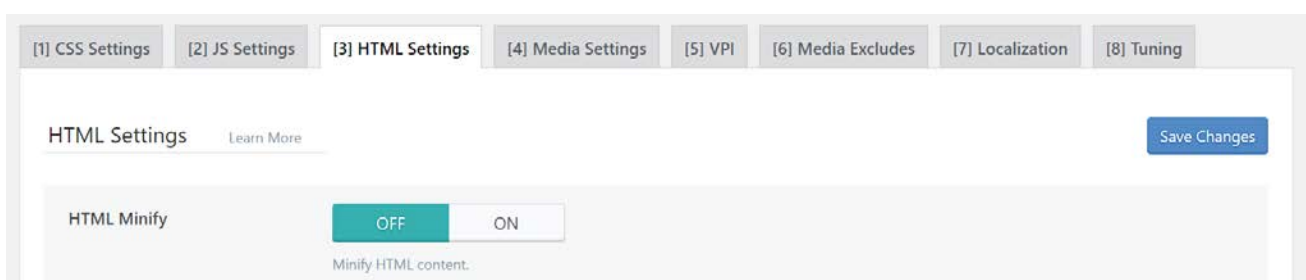 [1] CSS Settings [2] JS Settings [3] HTML Settings [4] Media Settings [5] VPI [6] Media Excludes [7] Localization [8] Tuning
HTML Settings Learn More Save Changes
HTML Minify OFF ON
Minify HTML content.